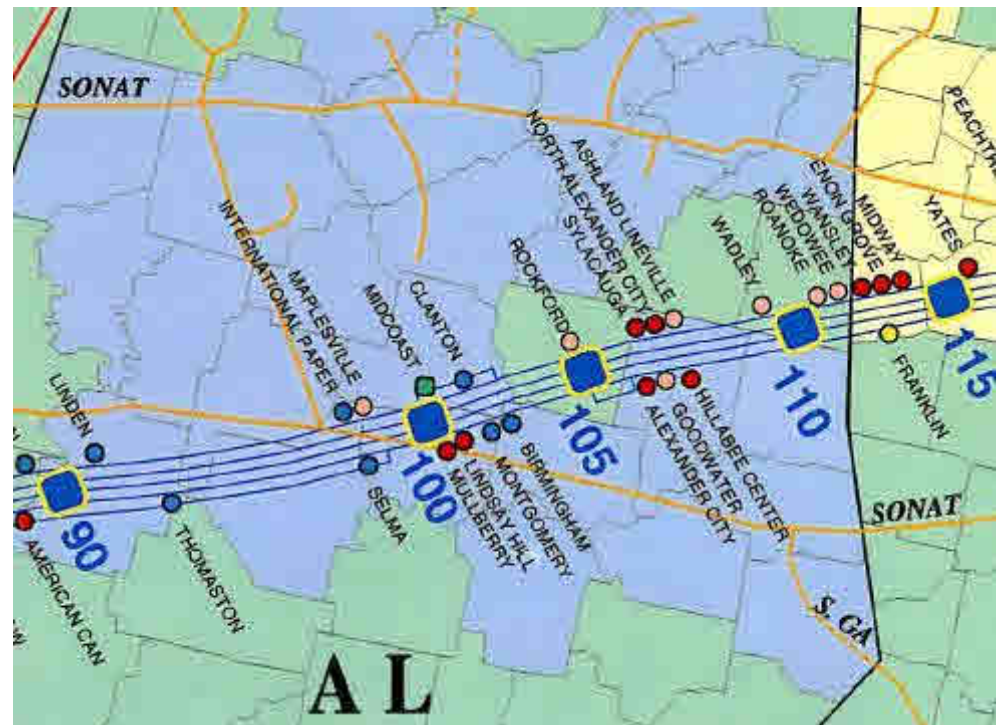 SONAT
PEACHTRE
INTERNATIONAL PAPER
MAPLESVILLE
MIDCOAST
CLANTON
ROCKFORD
NORTH ALEXANDER CITY
ASHLAND LINEVILLE
SYLACAUGA
WADLEY
ROANOKE
WEDOWEE
WANSLEY
ENON GROVE
MIDWAY
YATES
LINDEN
90
100
105
110
115
AMERICAN CAN
THOMASTON
SELMA
MULBERRY
LINDSAY HILL
MONTGOMERY
BIRMINGHAM
ALEXANDER CITY
GOODWATER
HILLABEE CENTER
FRANKLIN
SONAT
S. GA
A L